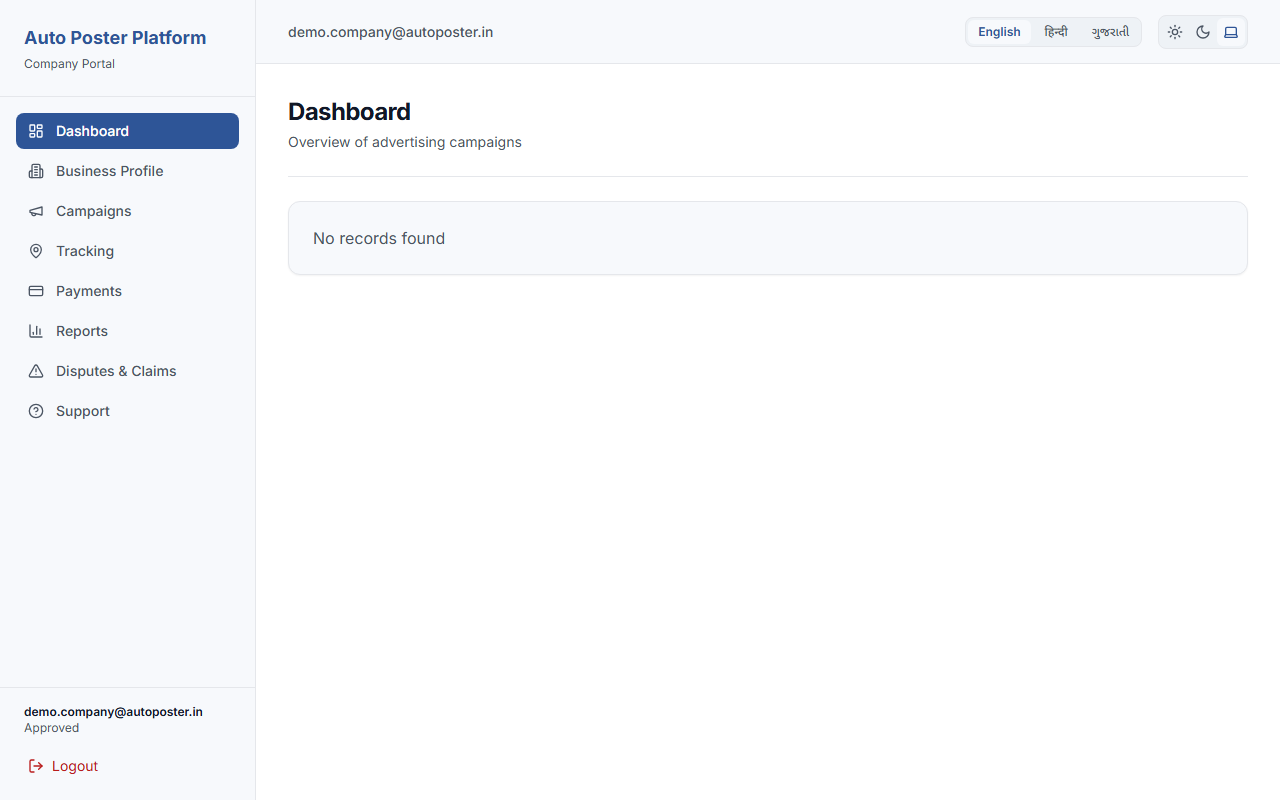 Auto Poster Platform
Company Portal
Dashboard
Business Profile
Campaigns
Tracking
Payments
Reports
Disputes & Claims
Support
demo.company@autoposter.in
Approved
Logout
demo.company@autoposter.in
English हिन्दी ગુજરાતી
Dashboard
Overview of advertising campaigns
No records found